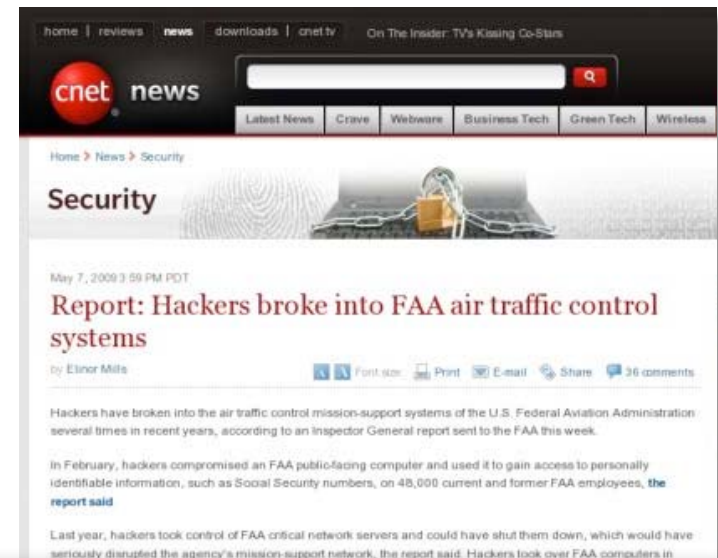 home | reviews news downloads | cnet tv On The Insider: TV's Kissing Co-Stars
cnet news
Latest News Crave Webware Business Tech Green Tech Wireless
Home > News > Security
Security
May 7, 2009 3:59 PM PDT
Report: Hackers broke into FAA air traffic control
systems
by Elinor Mills Font size Print E-mail Share 36 comments
Hackers have broken into the air traffic control mission-support systems of the U.S. Federal Aviation Administration
several times in recent years, according to an Inspector General report sent to the FAA this week.
In February, hackers compromised an FAA public-facing computer and used it to gain access to personally
identifiable information, such as Social Security numbers, on 48,000 current and former FAA employees, the
report said
Last year, hackers took control of FAA critical network servers and could have shut them down, which would have
seriously disrupted the agency's mission-support network, the report said. Hackers took over FAA computers in